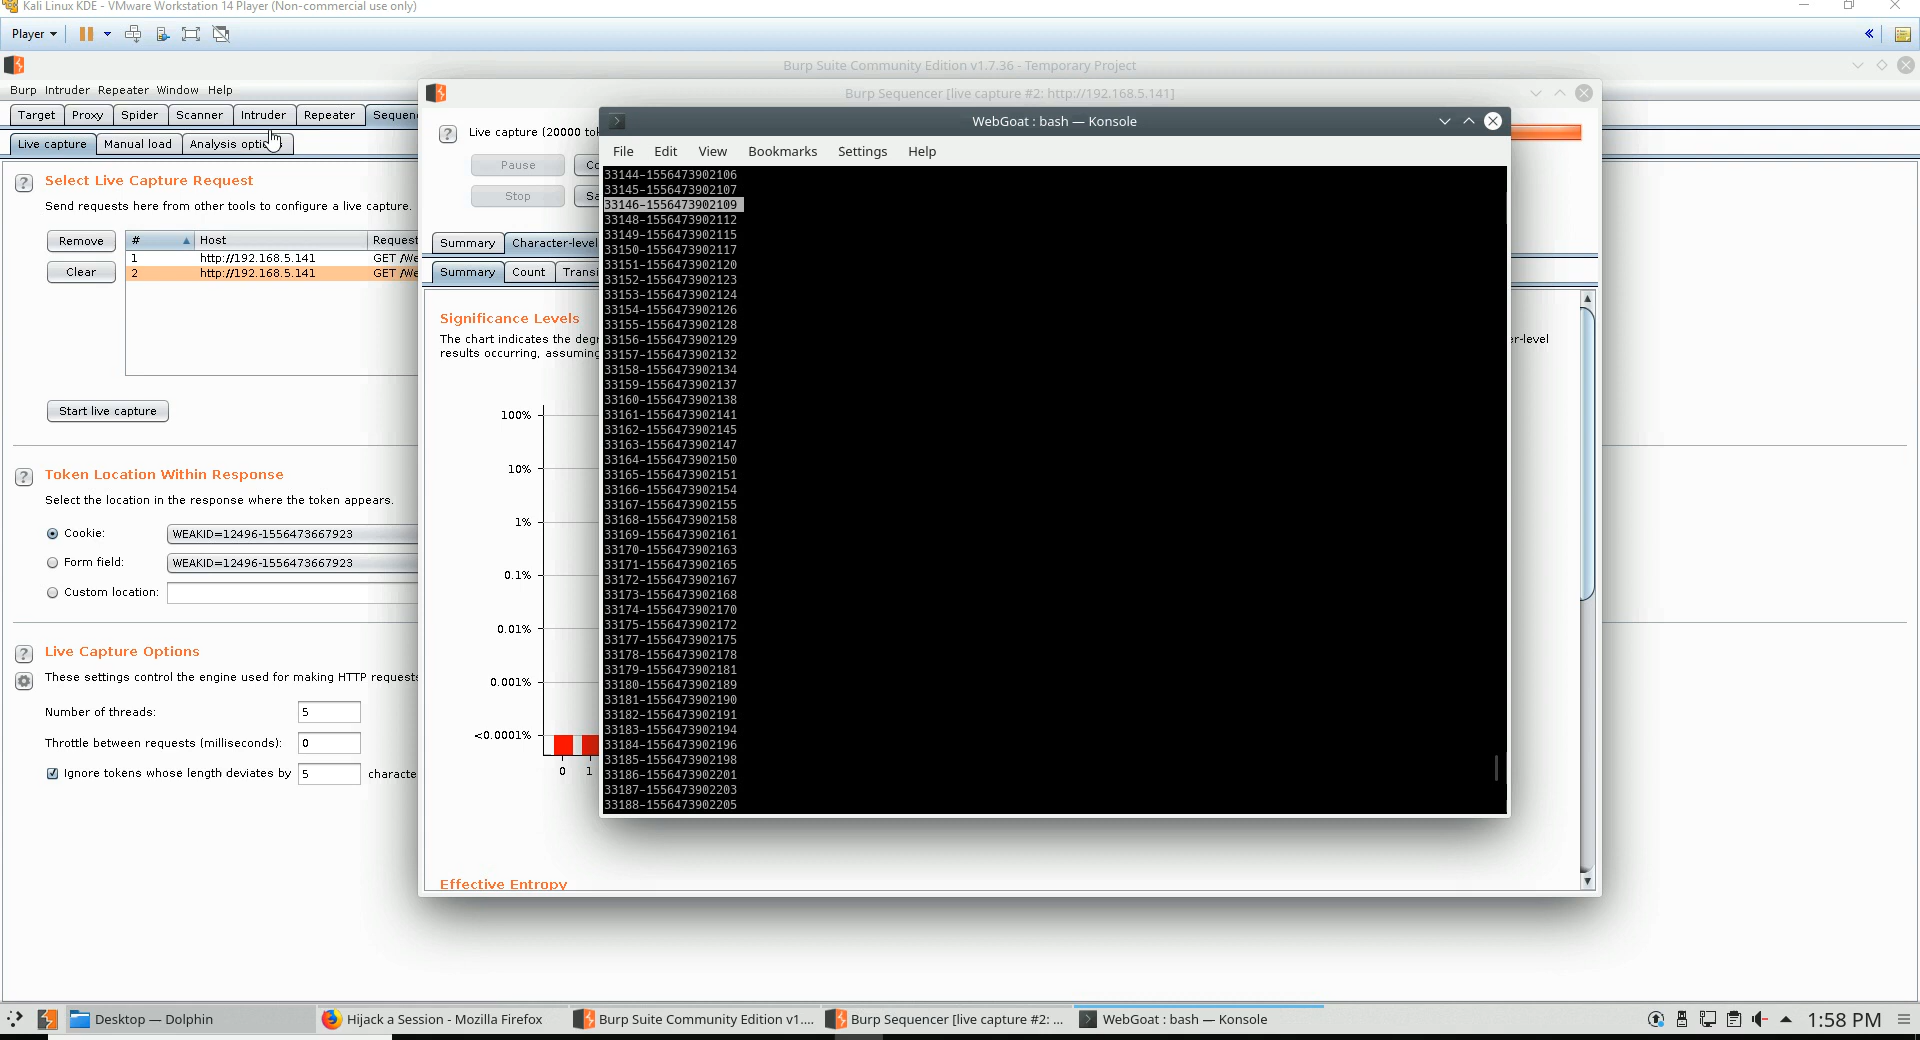 Kali Linux KDE - VMware Workstation 14 Player (Non-commercial use only)
Player
Burp Suite Community Edition v1.7.36 - Temporary Project
Burp Intruder Repeater Window Help
Target Proxy Spider Scanner Intruder Repeater Sequen
Live capture Manual load Analysis opti
Select Live Capture Request
Send requests here from other tools to configure a live capture.
Remove
Clear
# Host Request
1 http://192.168.5.141 GET /We
2 http://192.168.5.141 GET /We
Start live capture
Token Location Within Response
Select the location in the response where the token appears.
Cookie: WEAKID=12496-1556473667923
Form field: WEAKID=12496-1556473667923
Custom location:
Live Capture Options
These settings control the engine used for making HTTP requests
Number of threads: 5
Throttle between requests (milliseconds): 0
Ignore tokens whose length deviates by 5 characte
Burp Sequencer [live capture #2: http://192.168.5.141]
Live capture (20000 tok
Pause Co
Stop Sa
Summary Character-level
Summary Count Transi
Significance Levels
The chart indicates the degr er-level
results occurring, assuming
100%
10%
1%
0.1%
0.01%
0.001%
<0.0001%
0 1
Effective Entropy
WebGoat : bash — Konsole
File Edit View Bookmarks Settings Help
33144-1556473902106
33145-1556473902107
33146-1556473902109
33148-1556473902112
33149-1556473902115
33150-1556473902117
33151-1556473902120
33152-1556473902123
33153-1556473902124
33154-1556473902126
33155-1556473902128
33156-1556473902129
33157-1556473902132
33158-1556473902134
33159-1556473902137
33160-1556473902138
33161-1556473902141
33162-1556473902145
33163-1556473902147
33164-1556473902150
33165-1556473902151
33166-1556473902154
33167-1556473902155
33168-1556473902158
33169-1556473902161
33170-1556473902163
33171-1556473902165
33172-1556473902167
33173-1556473902168
33174-1556473902170
33175-1556473902172
33177-1556473902175
33178-1556473902178
33179-1556473902181
33180-1556473902189
33181-1556473902190
33182-1556473902191
33183-1556473902194
33184-1556473902196
33185-1556473902198
33186-1556473902201
33187-1556473902203
33188-1556473902205
Desktop — Dolphin
Hijack a Session - Mozilla Firefox
Burp Suite Community Edition v1....
Burp Sequencer [live capture #2: ...
WebGoat : bash — Konsole
1:58 PM